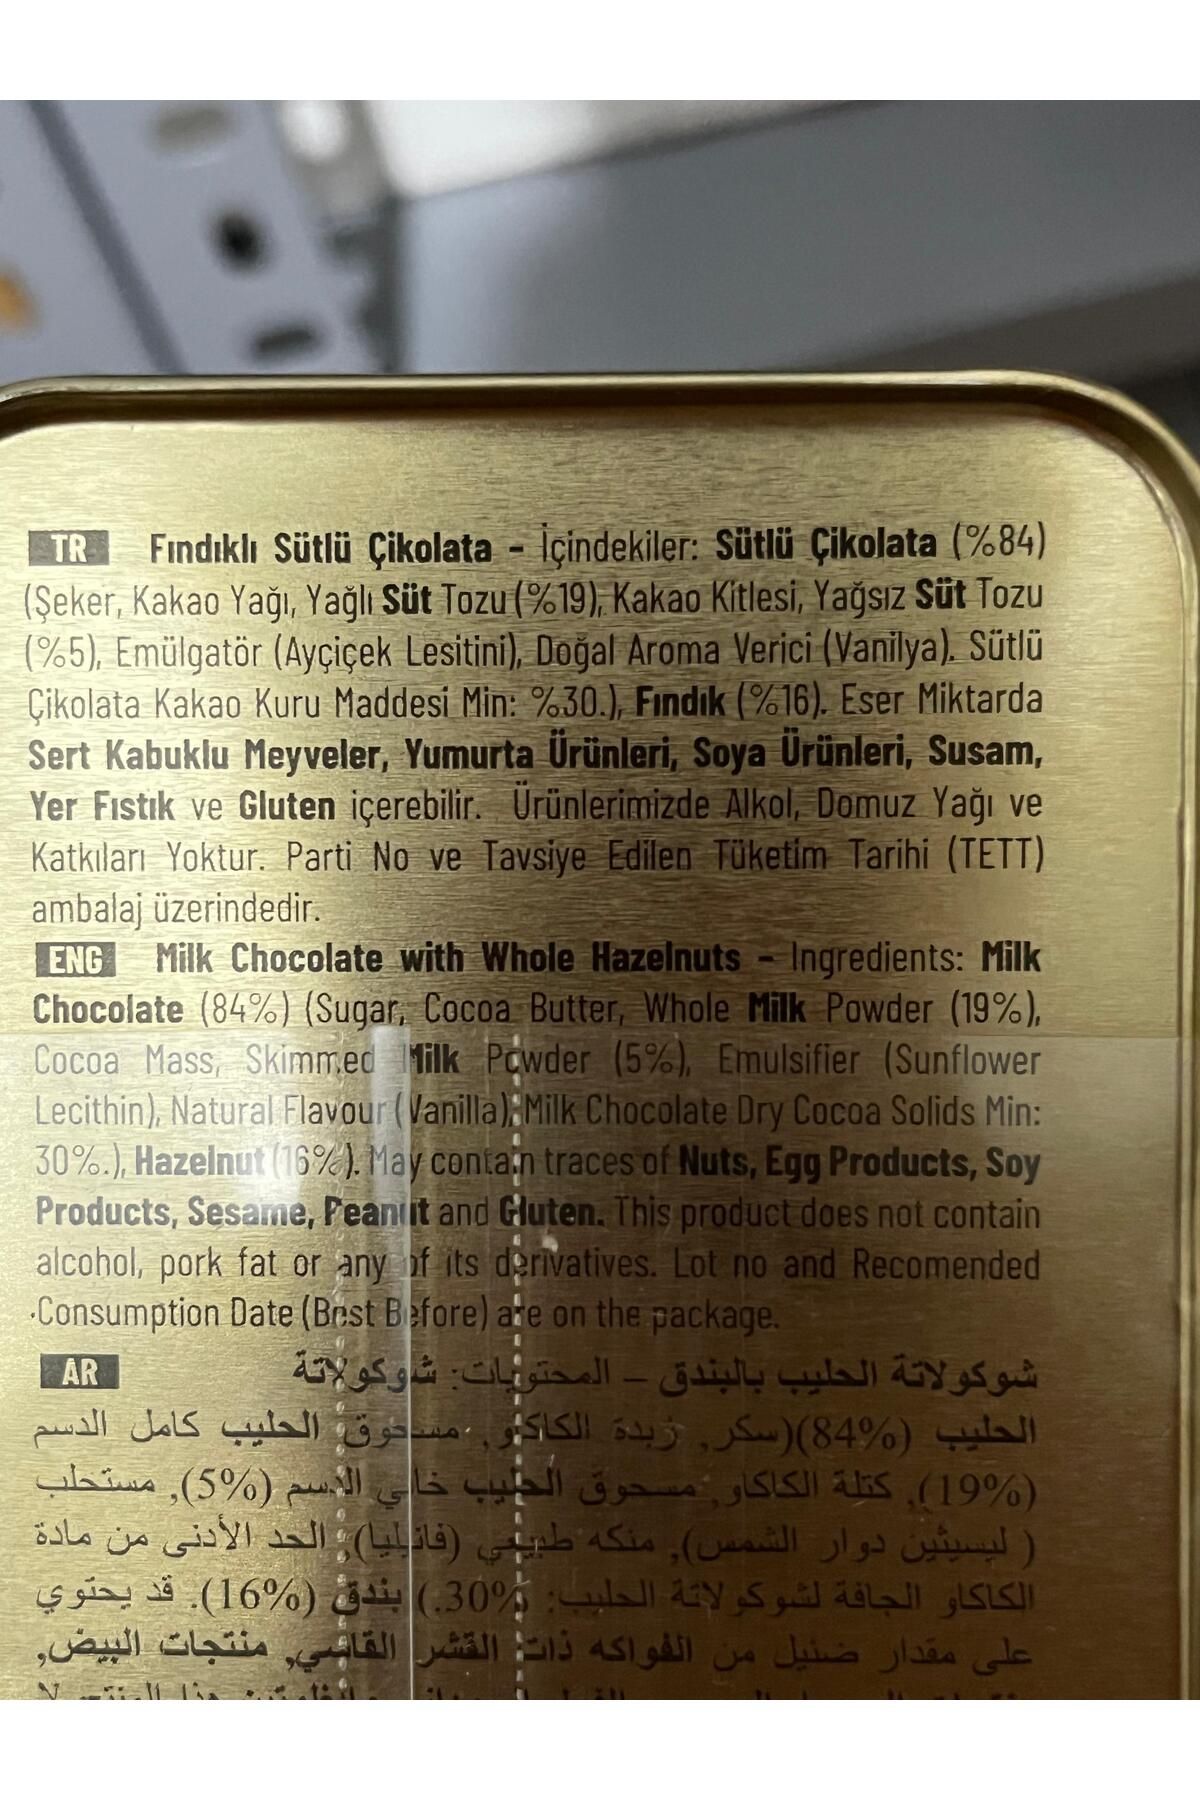 TR Fındıklı Sütlü Çikolata - İçindekiler: Sütlü Çikolata (%84)
(Şeker, Kakao Yağı, Yağlı Süt Tozu (%19), Kakao Kitlesi, Yağsız Süt Tozu
(%5), Emülgatör (Ayçiçek Lesitini), Doğal Aroma Verici (Vanilya). Sütlü
Çikolata Kakao Kuru Maddesi Min: %30.), Fındık (%16). Eser Miktarda
Sert Kabuklu Meyveler, Yumurta Ürünleri, Soya Ürünleri, Susam,
Yer Fıstık ve Gluten içerebilir. Ürünlerimizde Alkol, Domuz Yağı ve
Katkıları Yoktur. Parti No ve Tavsiye Edilen Tüketim Tarihi (TETT)
ambalaj üzerindedir.
ENG Milk Chocolate with Whole Hazelnuts - Ingredients: Milk
Chocolate (84%) (Sugar, Cocoa Butter, Whole Milk Powder (19%),
Cocoa Mass, Skimmed Milk Powder (5%), Emulsifier (Sunflower
Lecithin), Natural Flavour (Vanilla). Milk Chocolate Dry Cocoa Solids Min:
30%.), Hazelnut (16%). May contain traces of Nuts, Egg Products, Soy
Products, Sesame, Peanut and Gluten. This product does not contain
alcohol, pork fat or any of its derivatives. Lot no and Recomended
Consumption Date (Best Before) are on the package.
AR شوكولاتة الحليب بالبندق – المحتويات: شوكولاتة
الحليب (84%)(سكر, زبدة الكاكاو, مسحوق الحليب كامل الدسم
(19%), كتلة الكاكاو, مسحوق الحليب خالي الدسم (5%), مستحلب
( ليسيثين دوار الشمس), منكه طبيعي (فانيليا). الحد الأدنى من مادة
الكاكاو الجافة لشوكولاتة الحليب: 30%.) بندق (16%). قد يحتوي
على مقدار ضئيل من الفواكه ذات القشر القاسي, منتجات البيض,